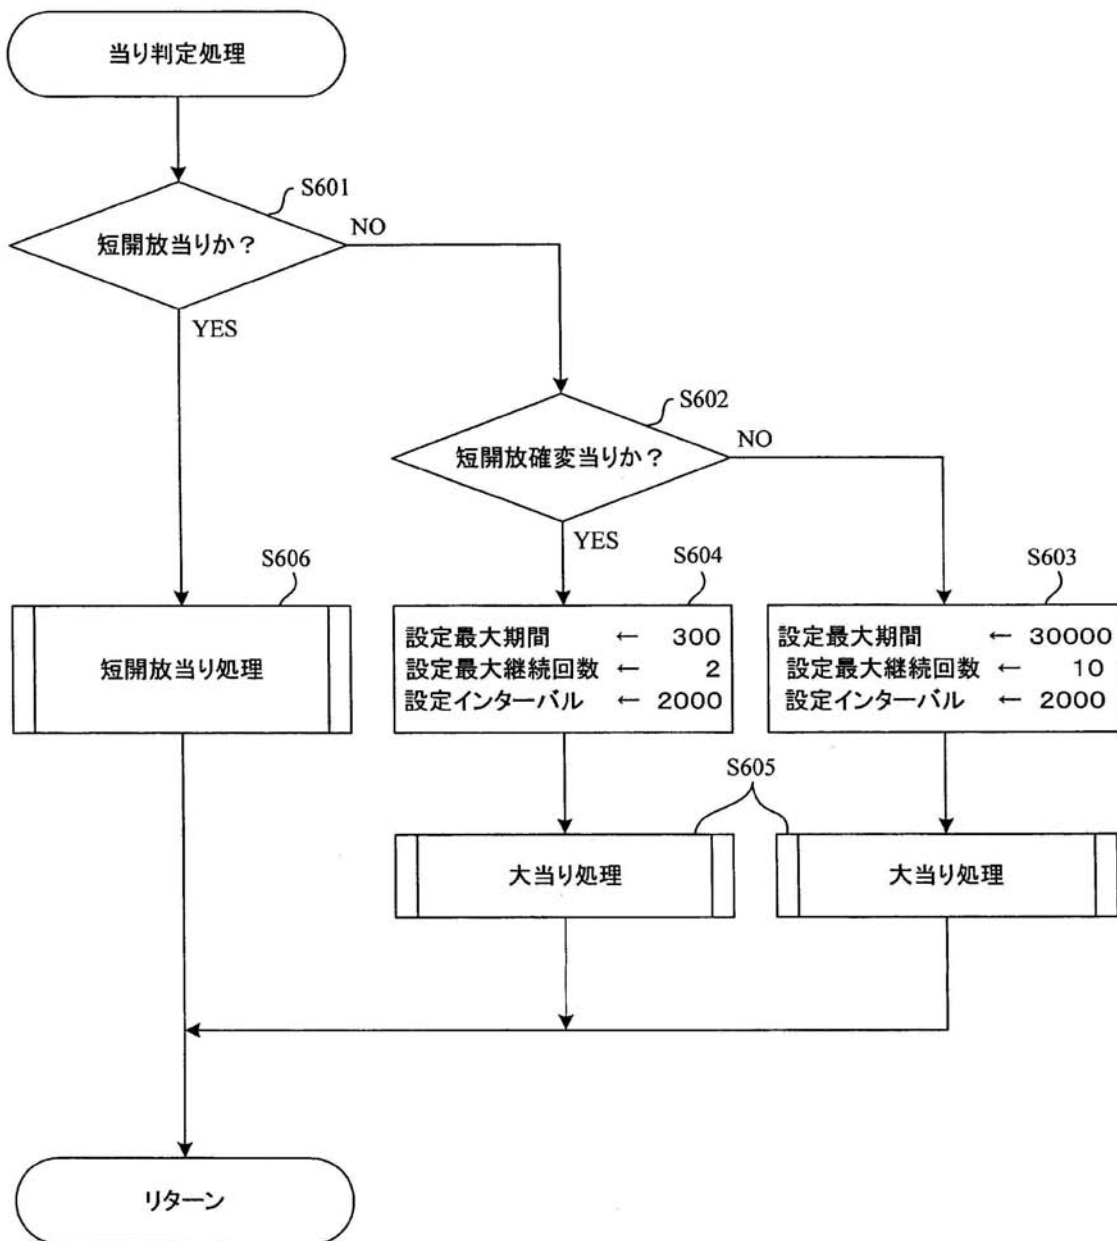 当り判定処理
S601
短開放当りか？
NO
YES
S602
短開放確変当りか？
NO
YES
S606
短開放当り処理
S604
設定最大期間 ← 300
設定最大継続回数 ← 2
設定インターバル ← 2000
S603
設定最大期間 ← 30000
設定最大継続回数 ← 10
設定インターバル ← 2000
S605
大当り処理
大当り処理
リターン